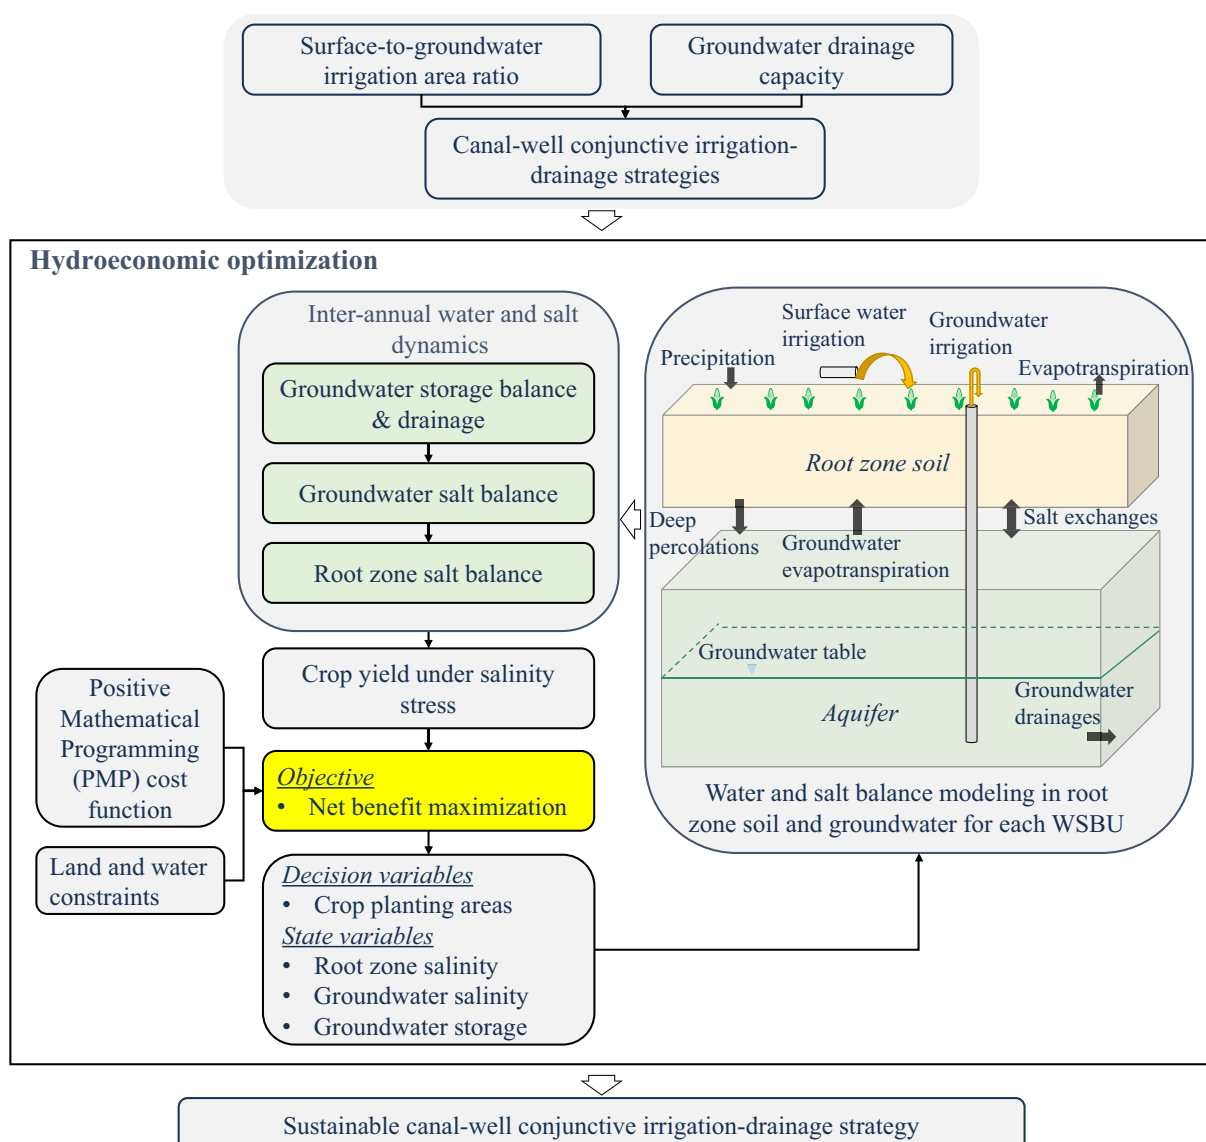 Surface-to-groundwater
irrigation area ratio
Groundwater drainage
capacity
Canal-well conjunctive irrigation-
drainage strategies
Hydroeconomic optimization
Inter-annual water and salt
dynamics
Groundwater storage balance
& drainage
Groundwater salt balance
Root zone salt balance
Crop yield under salinity
stress
Positive
Mathematical
Programming
(PMP) cost
function
Land and water
constraints
Objective
• Net benefit maximization
Decision variables
• Crop planting areas
State variables
• Root zone salinity
• Groundwater salinity
• Groundwater storage
Precipitation
Surface water
irrigation
Groundwater
irrigation
Evapotranspiration
Root zone soil
Deep
percolations
Groundwater
evapotranspiration
Salt exchanges
Groundwater table
Aquifer
Groundwater
drainages
Water and salt balance modeling in root
zone soil and groundwater for each WSBU
Sustainable canal-well conjunctive irrigation-drainage strategy